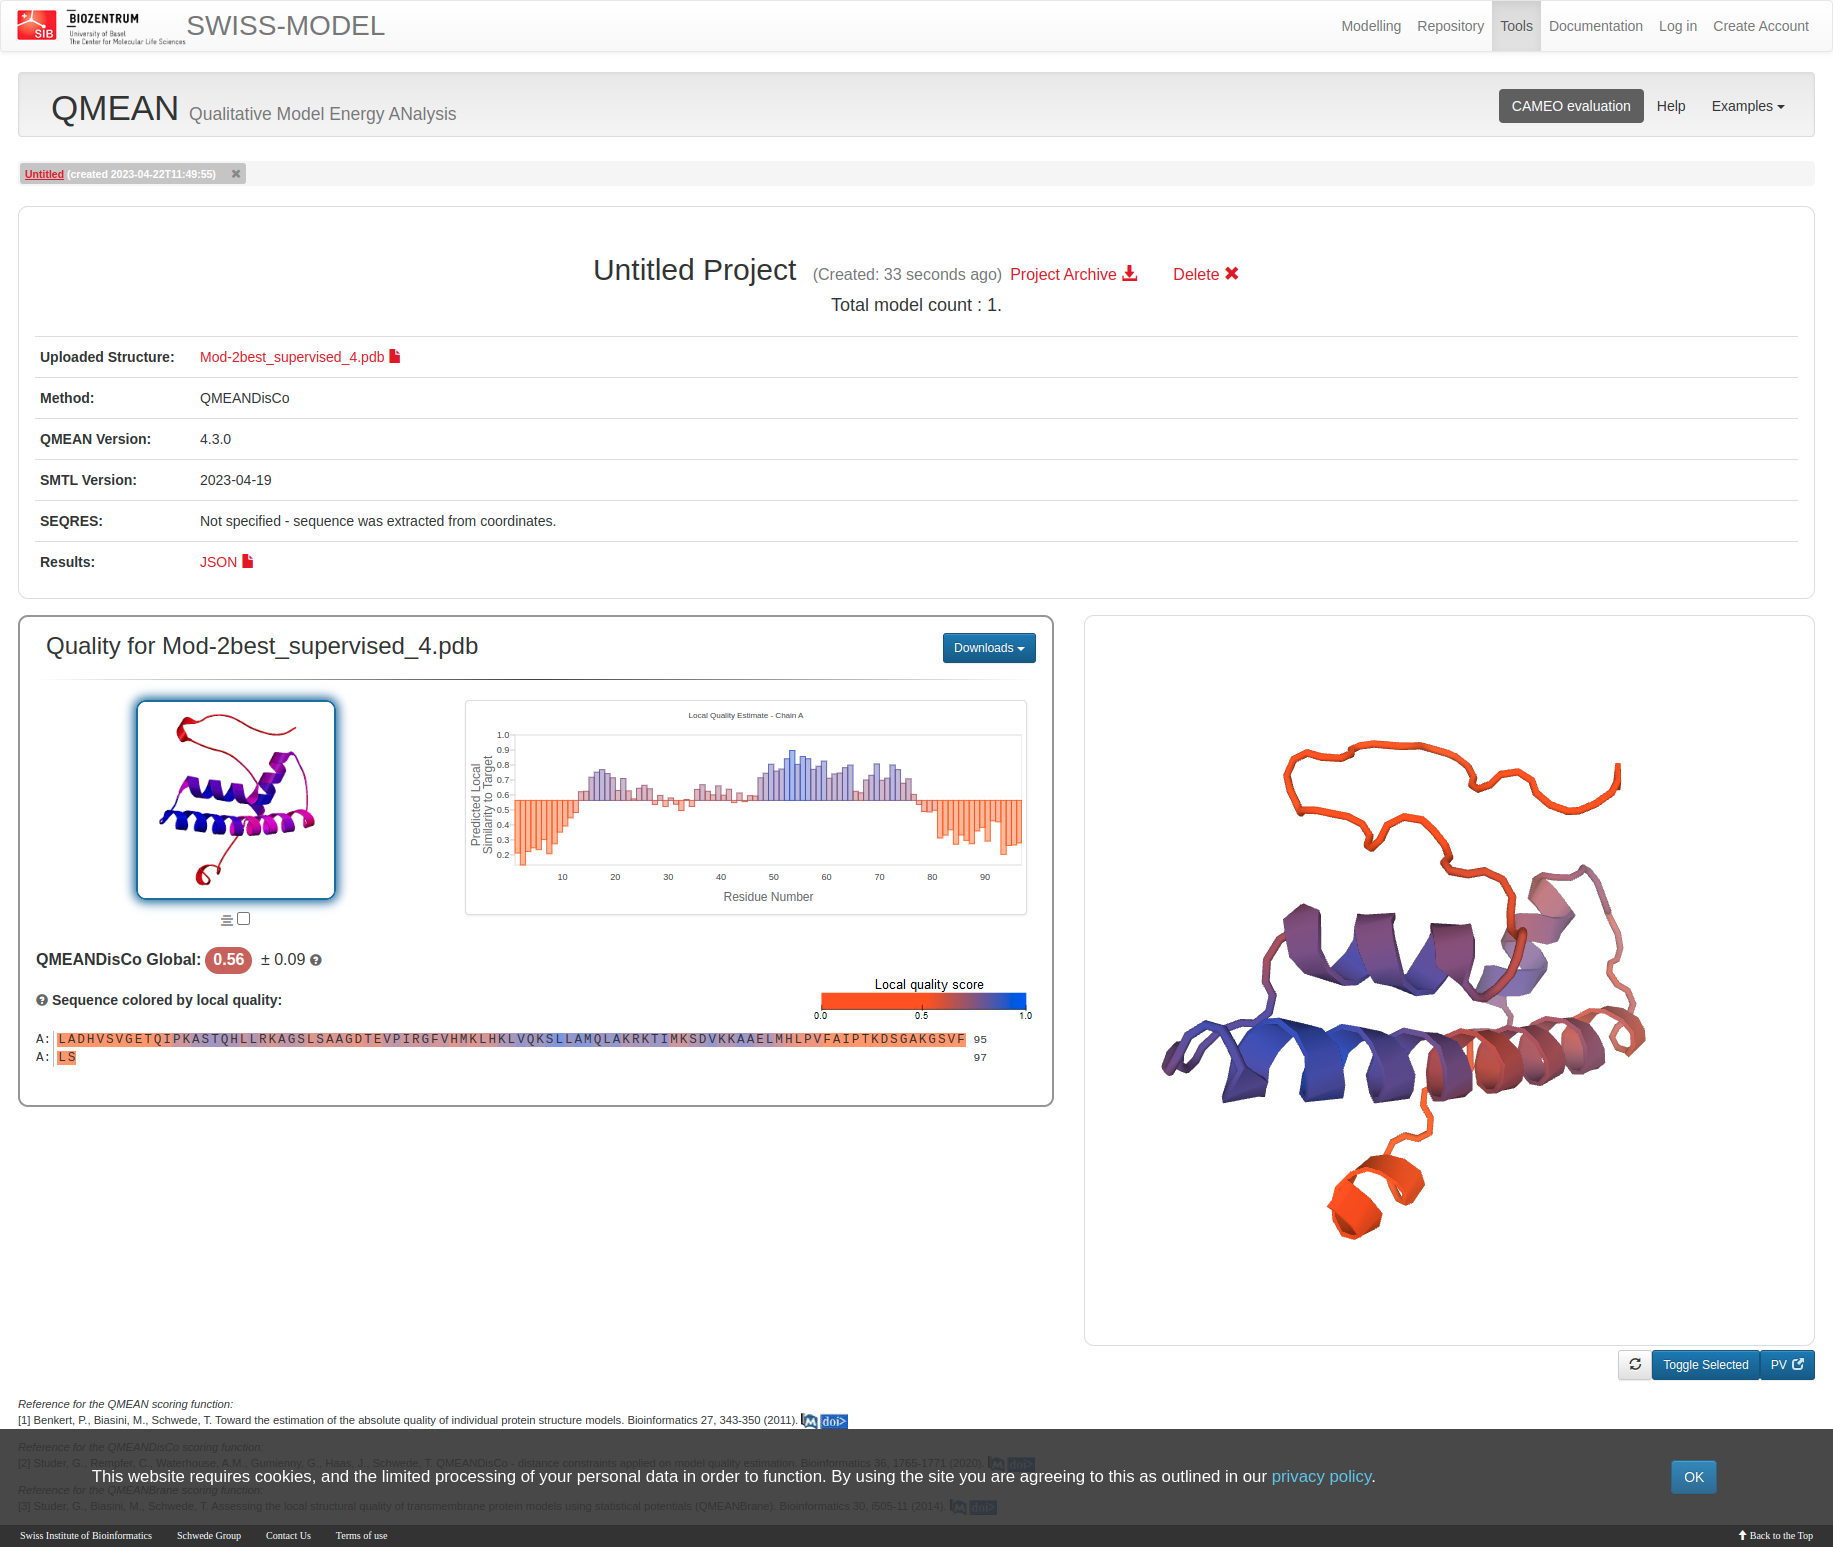 SIB
BIOZENTRUM
University of Basel
The Center for Molecular Life Sciences
SWISS-MODEL
Modelling Repository Tools Documentation Log in Create Account
QMEAN Qualitative Model Energy ANalysis
CAMEO evaluation Help Examples
Untitled (created 2023-04-22T11:49:55)
Untitled Project (Created: 33 seconds ago) Project Archive Delete
Total model count : 1.
Uploaded Structure: Mod-2best_supervised_4.pdb
Method: QMEANDisCo
QMEAN Version: 4.3.0
SMTL Version: 2023-04-19
SEQRES: Not specified - sequence was extracted from coordinates.
Results: JSON
Quality for Mod-2best_supervised_4.pdb
Downloads
Local Quality Estimate - Chain A
Predicted Local
Similarity to Target
1.0
0.9
0.8
0.7
0.6
0.5
0.4
0.3
0.2
10 20 30 40 50 60 70 80 90
Residue Number
QMEANDisCo Global: 0.56 ± 0.09
Sequence colored by local quality:
Local quality score
0.0 0.5 1.0
A: LADHVSVGETQIPKASTQHLLRKAGSLSAAGDTEVPIRGFVHMKLHKLVQKSLLAMQLAKRKTIMKSDVKKAAELMHLPVFAIPTKDSGAKGSVF 95
A: LS 97
Toggle Selected PV
Reference for the QMEAN scoring function:
[1] Benkert, P., Biasini, M., Schwede, T. Toward the estimation of the absolute quality of individual protein structure models. Bioinformatics 27, 343-350 (2011). M doi>
Reference for the QMEANDisCo scoring function:
[2] Studer, G., Rempfer, C., Waterhouse, A.M., Gumienny, G., Haas, J., Schwede, T. QMEANDisCo - distance constraints applied on model quality estimation. Bioinformatics 36, 1765-1771 (2020). M doi>
This website requires cookies, and the limited processing of your personal data in order to function. By using the site you are agreeing to this as outlined in our privacy policy.
OK
Reference for the QMEANBrane scoring function:
[3] Studer, G., Biasini, M., Schwede, T. Assessing the local structural quality of transmembrane protein models using statistical potentials (QMEANBrane). Bioinformatics 30, i505-11 (2014). M doi>
Swiss Institute of Bioinformatics Schwede Group Contact Us Terms of use Back to the Top